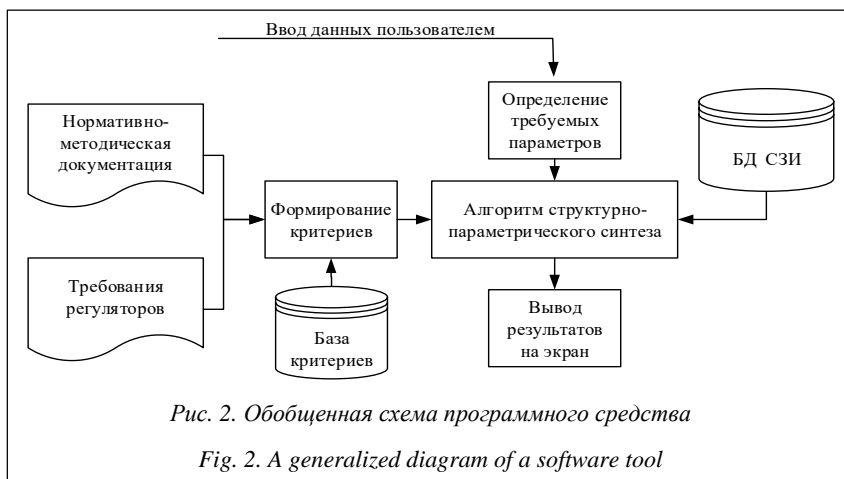 Ввод данных пользователем
Определение
требуемых
параметров
Нормативно-
методическая
документация
БД СЗИ
Формирование
критериев
Алгоритм структурно-
параметрического синтеза
Требования
регуляторов
База
критериев
Вывод
результатов
на экран
Рис. 2. Обобщенная схема программного средства
Fig. 2. A generalized diagram of a software tool